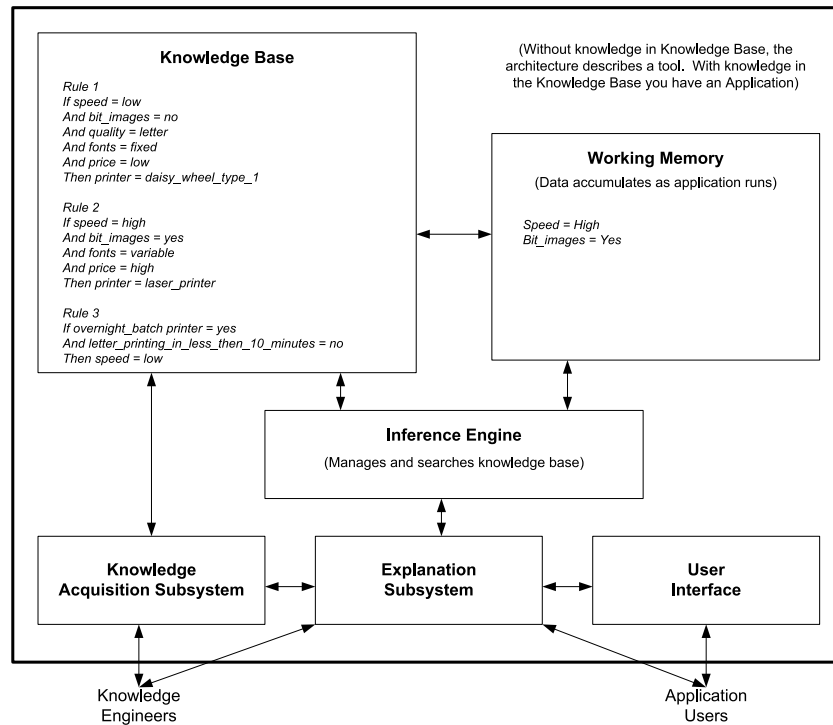 Knowledge Base
Rule 1
If speed = low
And bit_images = no
And quality = letter
And fonts = fixed
And price = low
Then printer = daisy_wheel_type_1
Rule 2
If speed = high
And bit_images = yes
And fonts = variable
And price = high
Then printer = laser_printer
Rule 3
If overnight_batch printer = yes
And letter_printing_in_less_then_10_minutes = no
Then speed = low
(Without knowledge in Knowledge Base, the
architecture describes a tool.  With knowledge in
the Knowledge Base you have an Application)
Working Memory
(Data accumulates as application runs)
Speed = High
Bit_images = Yes
Inference Engine
(Manages and searches knowledge base)
Knowledge
Acquisition Subsystem
Explanation
Subsystem
User
Interface
Knowledge
Engineers
Application
Users